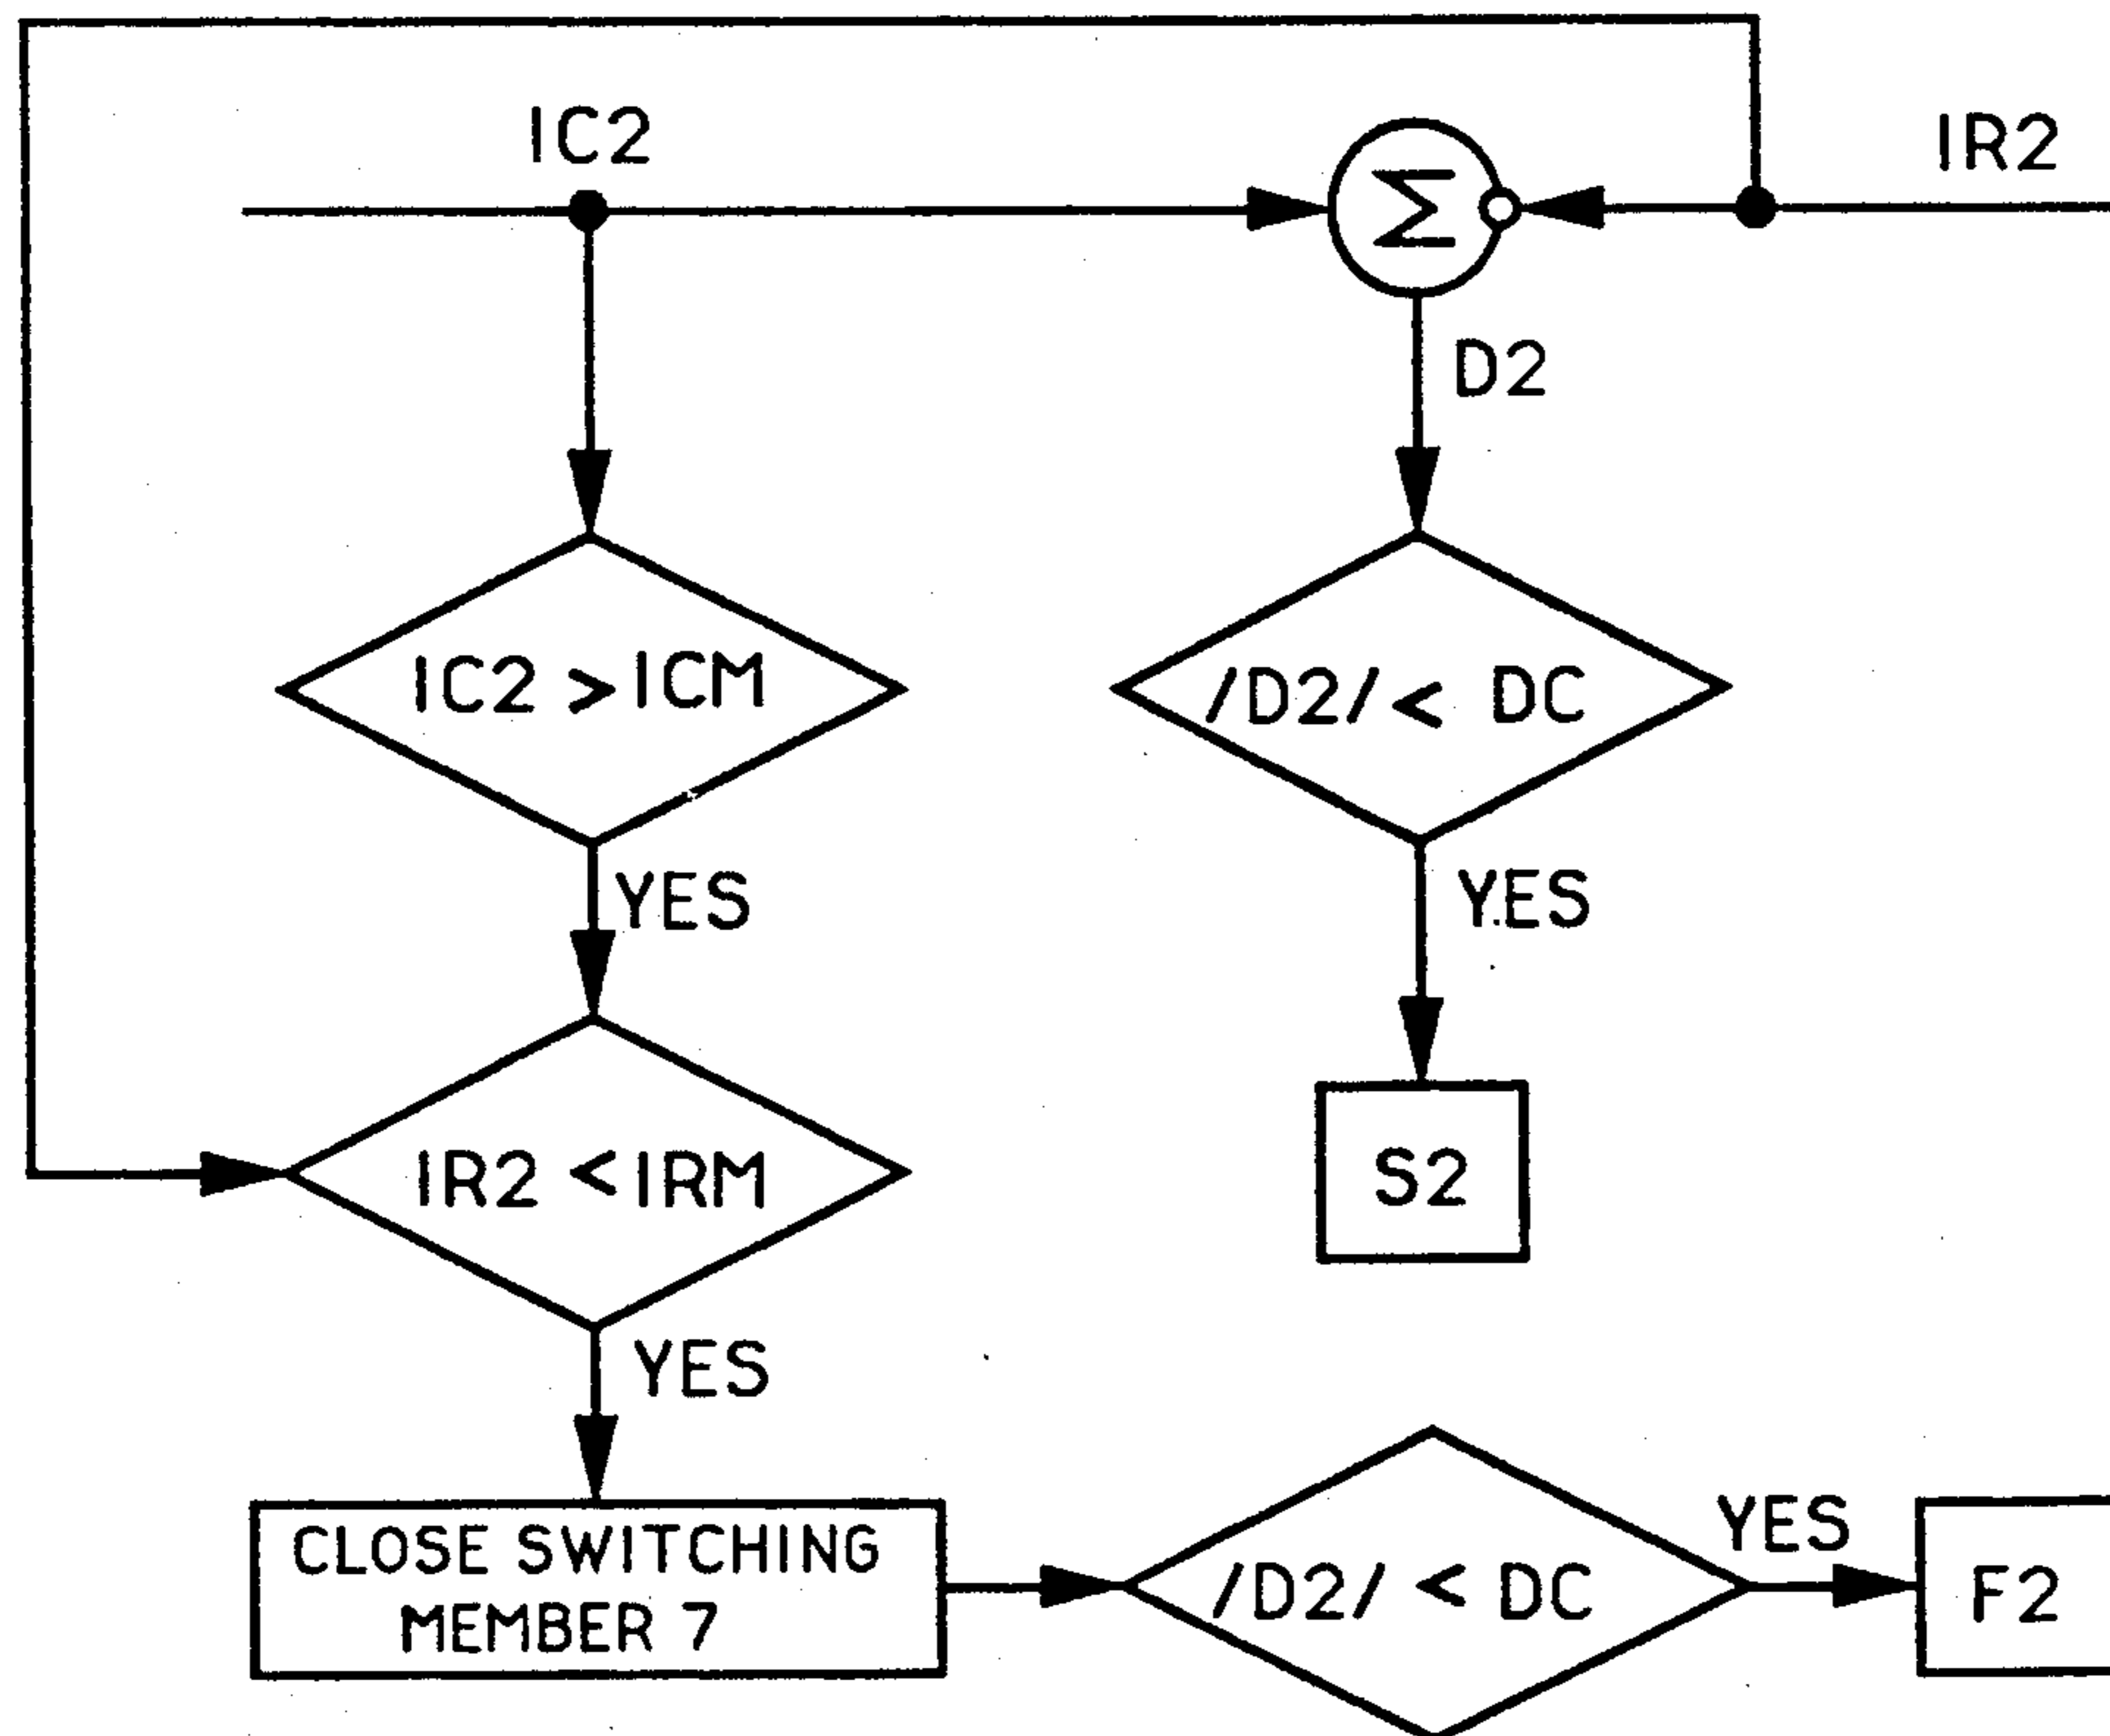 IC2
Σ
IR2
D2
IC2 > ICM
/D2/ < DC
YES
YES
IR2 < IRM
S2
YES
CLOSE SWITCHING
MEMBER 7
/D2/ < DC
YES
F2